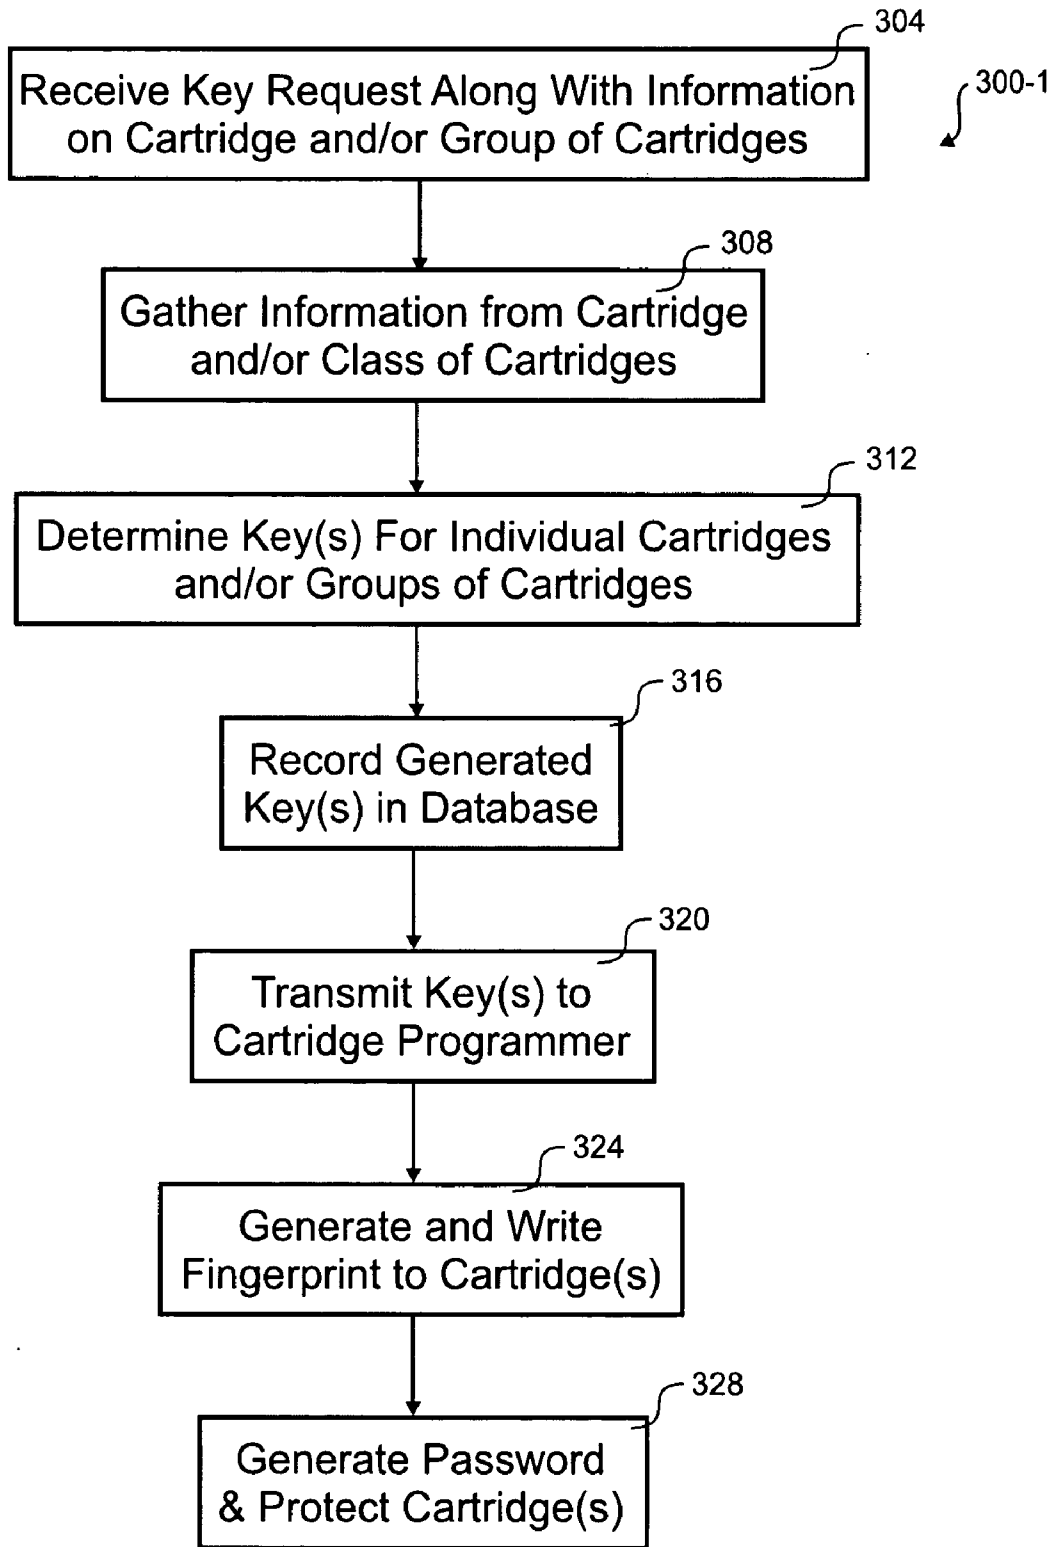 304
300-1
Receive Key Request Along With Information
on Cartridge and/or Group of Cartridges
308
Gather Information from Cartridge
and/or Class of Cartridges
312
Determine Key(s) For Individual Cartridges
and/or Groups of Cartridges
316
Record Generated
Key(s) in Database
320
Transmit Key(s) to
Cartridge Programmer
324
Generate and Write
Fingerprint to Cartridge(s)
328
Generate Password
& Protect Cartridge(s)